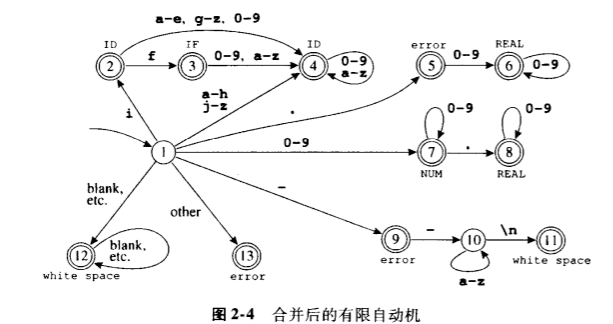 a-e, g-z, 0-9
ID
IF
ID
error
REAL
2
f
3
0-9, a-z
4
0-9
a-z
5
0-9
6
0-9
i
a-h
j-z
.
0-9
0-9
0-9
1
7
.
8
NUM
REAL
blank,
etc.
other
-
12
blank,
etc.
13
9
-
10
\n
11
white space
error
error
white space
a-z
图2-4 合并后的有限自动机